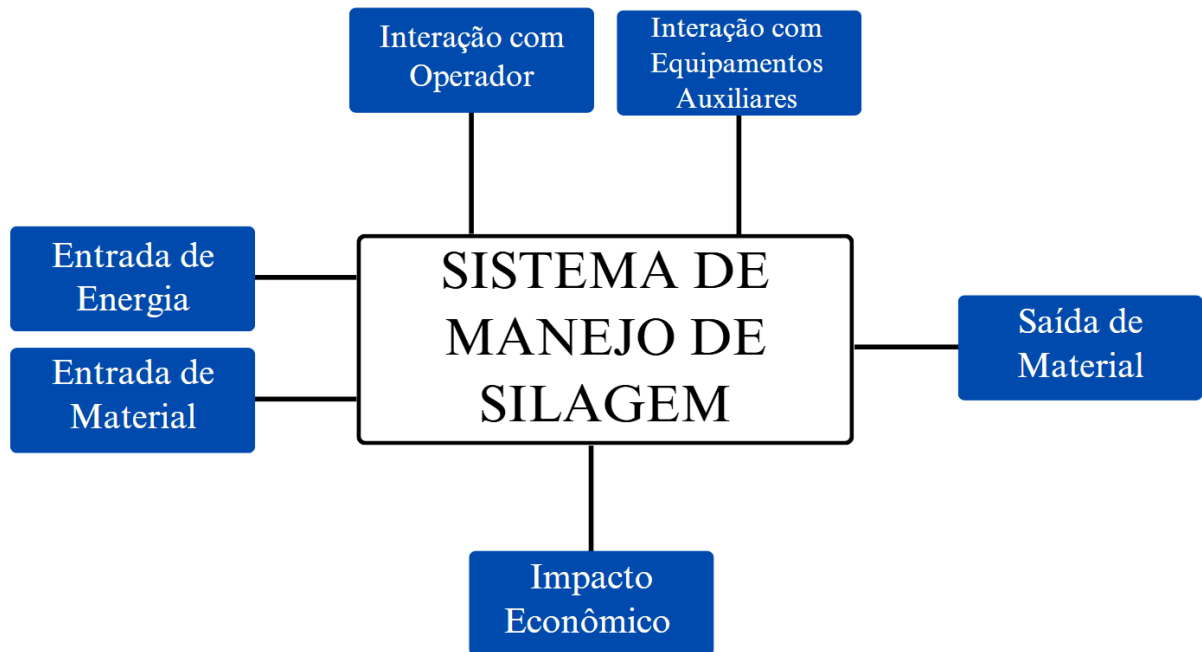 Interação com
Operador
Interação com
Equipamentos
Auxiliares
Entrada de
Energia
Entrada de
Material
SISTEMA DE
MANEJO DE
SILAGEM
Saída de
Material
Impacto
Econômico